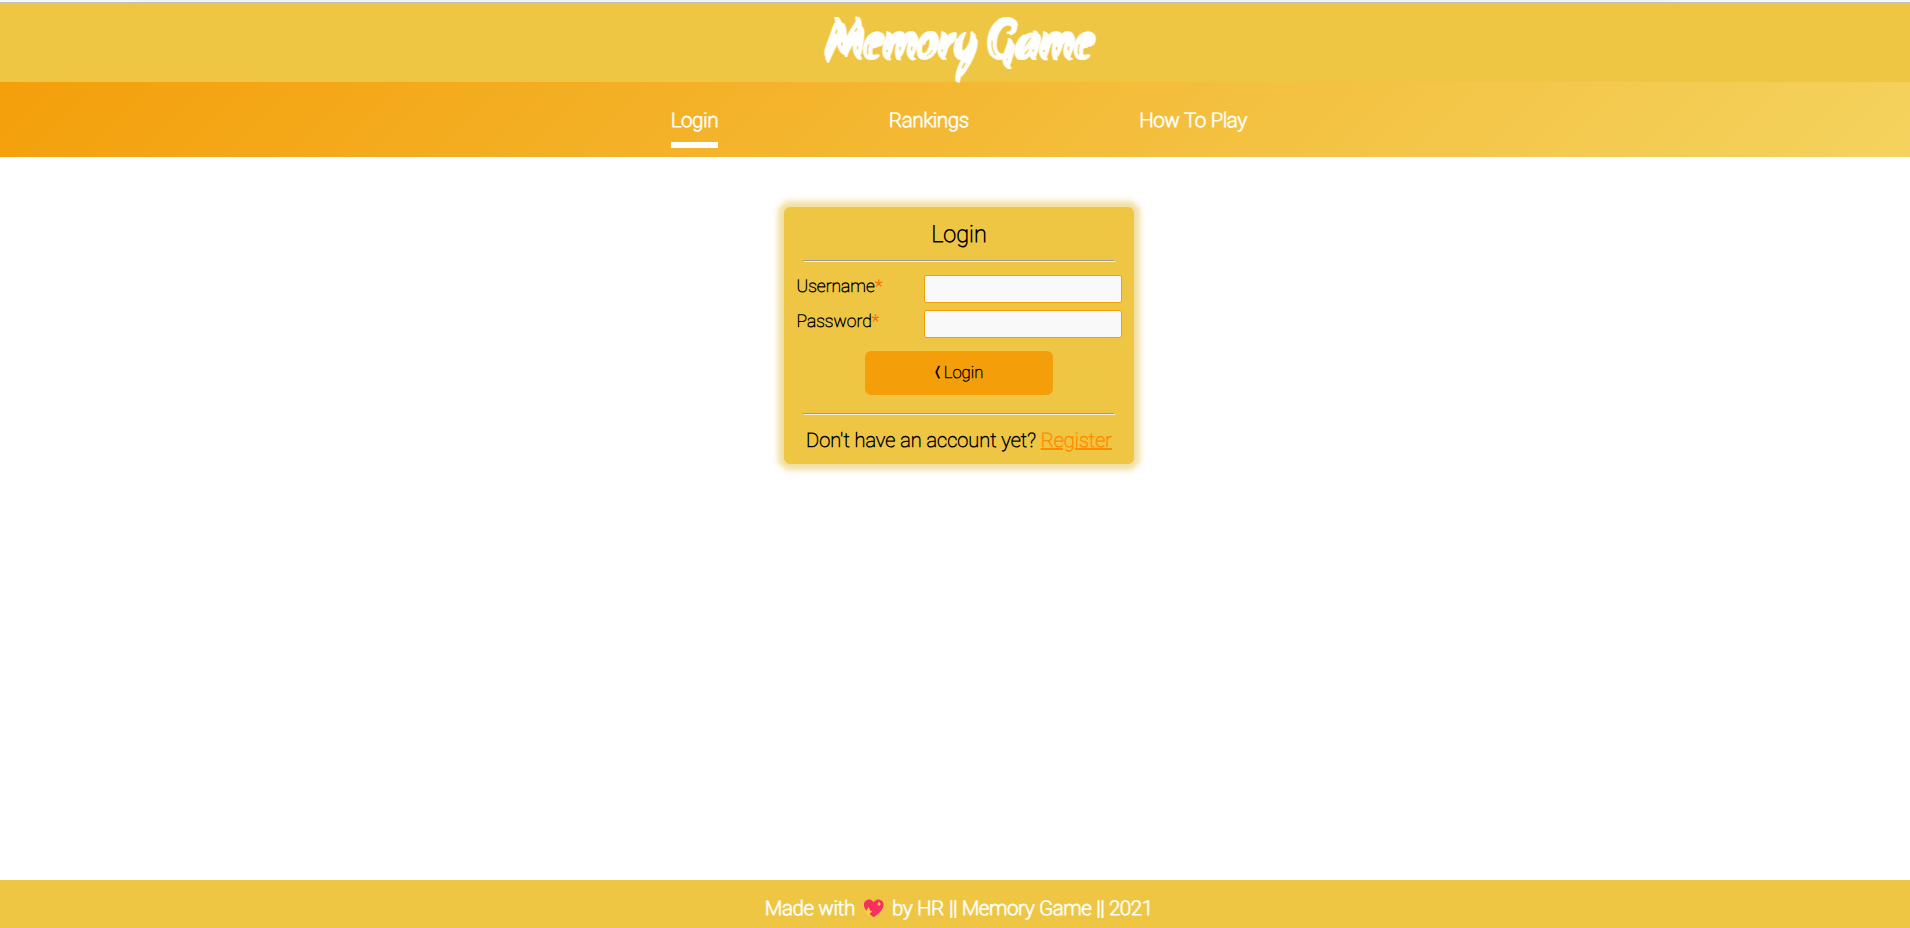 Memory Game
Login Rankings How To Play
Login
Username*
Password*
⟨ Login
Don't have an account yet? Register
Made with 💖 by HR || Memory Game || 2021